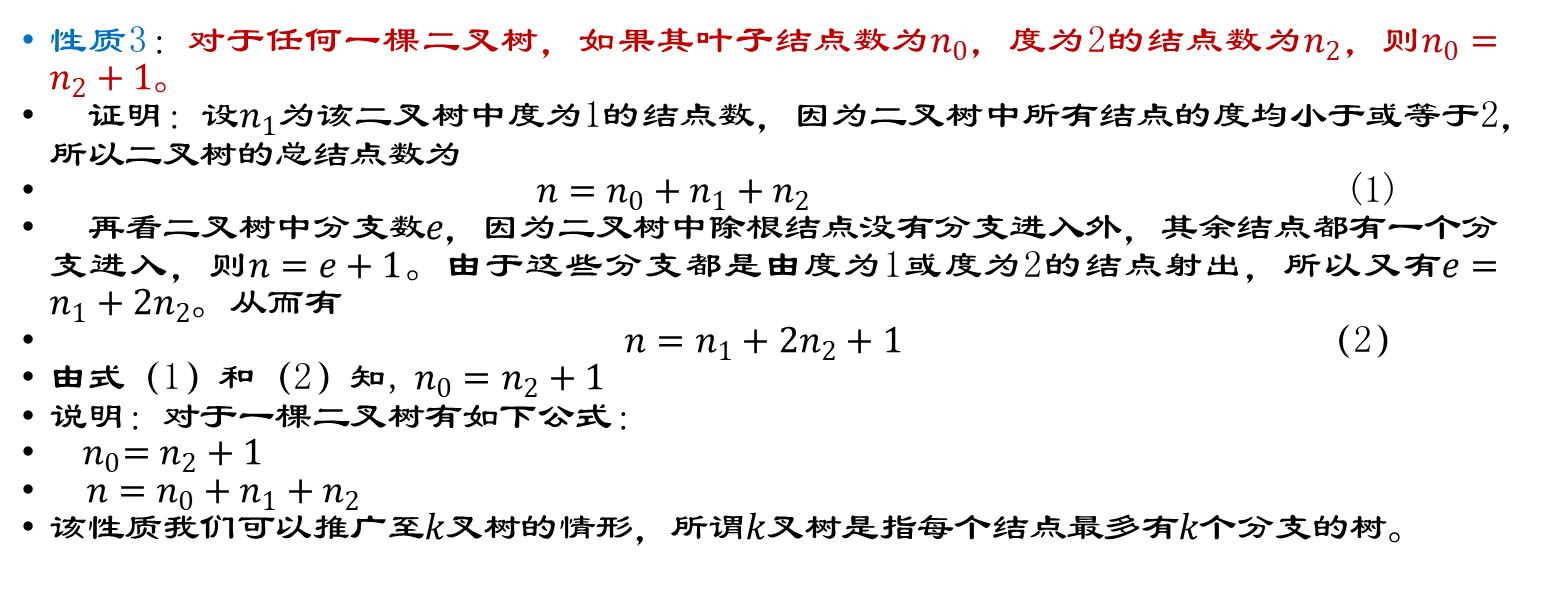 • 性质3：对于任何一棵二叉树，如果其叶子结点数为n₀，度为2的结点数为n₂，则n₀ =
n₂ + 1。
• 证明：设n₁为该二叉树中度为1的结点数，因为二叉树中所有结点的度均小于或等于2，
所以二叉树的总结点数为
• n = n₀ + n₁ + n₂ （1）
• 再看二叉树中分支数e，因为二叉树中除根结点没有分支进入外，其余结点都有一个分
支进入，则n = e + 1。由于这些分支都是由度为1或度为2的结点射出，所以又有e =
n₁ + 2n₂。从而有
• n = n₁ + 2n₂ + 1 （2）
• 由式（1）和（2）知, n₀ = n₂ + 1
• 说明：对于一棵二叉树有如下公式：
• n₀= n₂ + 1
• n = n₀ + n₁ + n₂
• 该性质我们可以推广至k叉树的情形，所谓k叉树是指每个结点最多有k个分支的树。